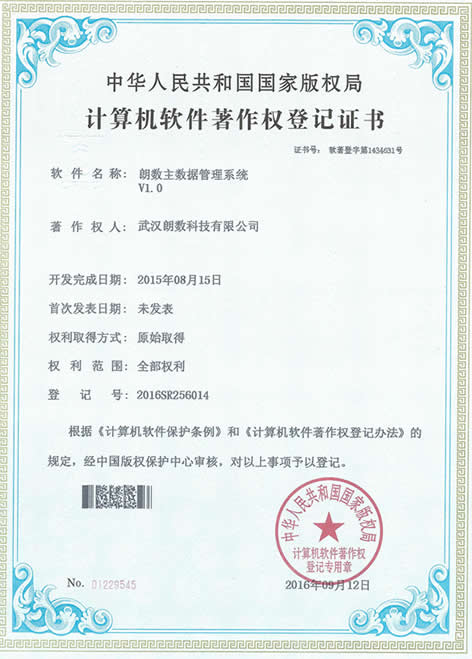 中华人民共和国国家版权局
计算机软件著作权登记证书
证书号： 软著登字第1434631号
软件名称： 朗数主数据管理系统
V1.0
著作权人： 武汉朗数科技有限公司
开发完成日期： 2015年08月15日
首次发表日期： 未发表
权利取得方式： 原始取得
权利范围： 全部权利
登记号： 2016SR256014
根据《计算机软件保护条例》和《计算机软件著作权登记办法》的
规定，经中国版权保护中心审核，对以上事项予以登记。
中华人民共和国国家版权局
计算机软件著作权
登记专用章
No. 01229545
2016年09月12日